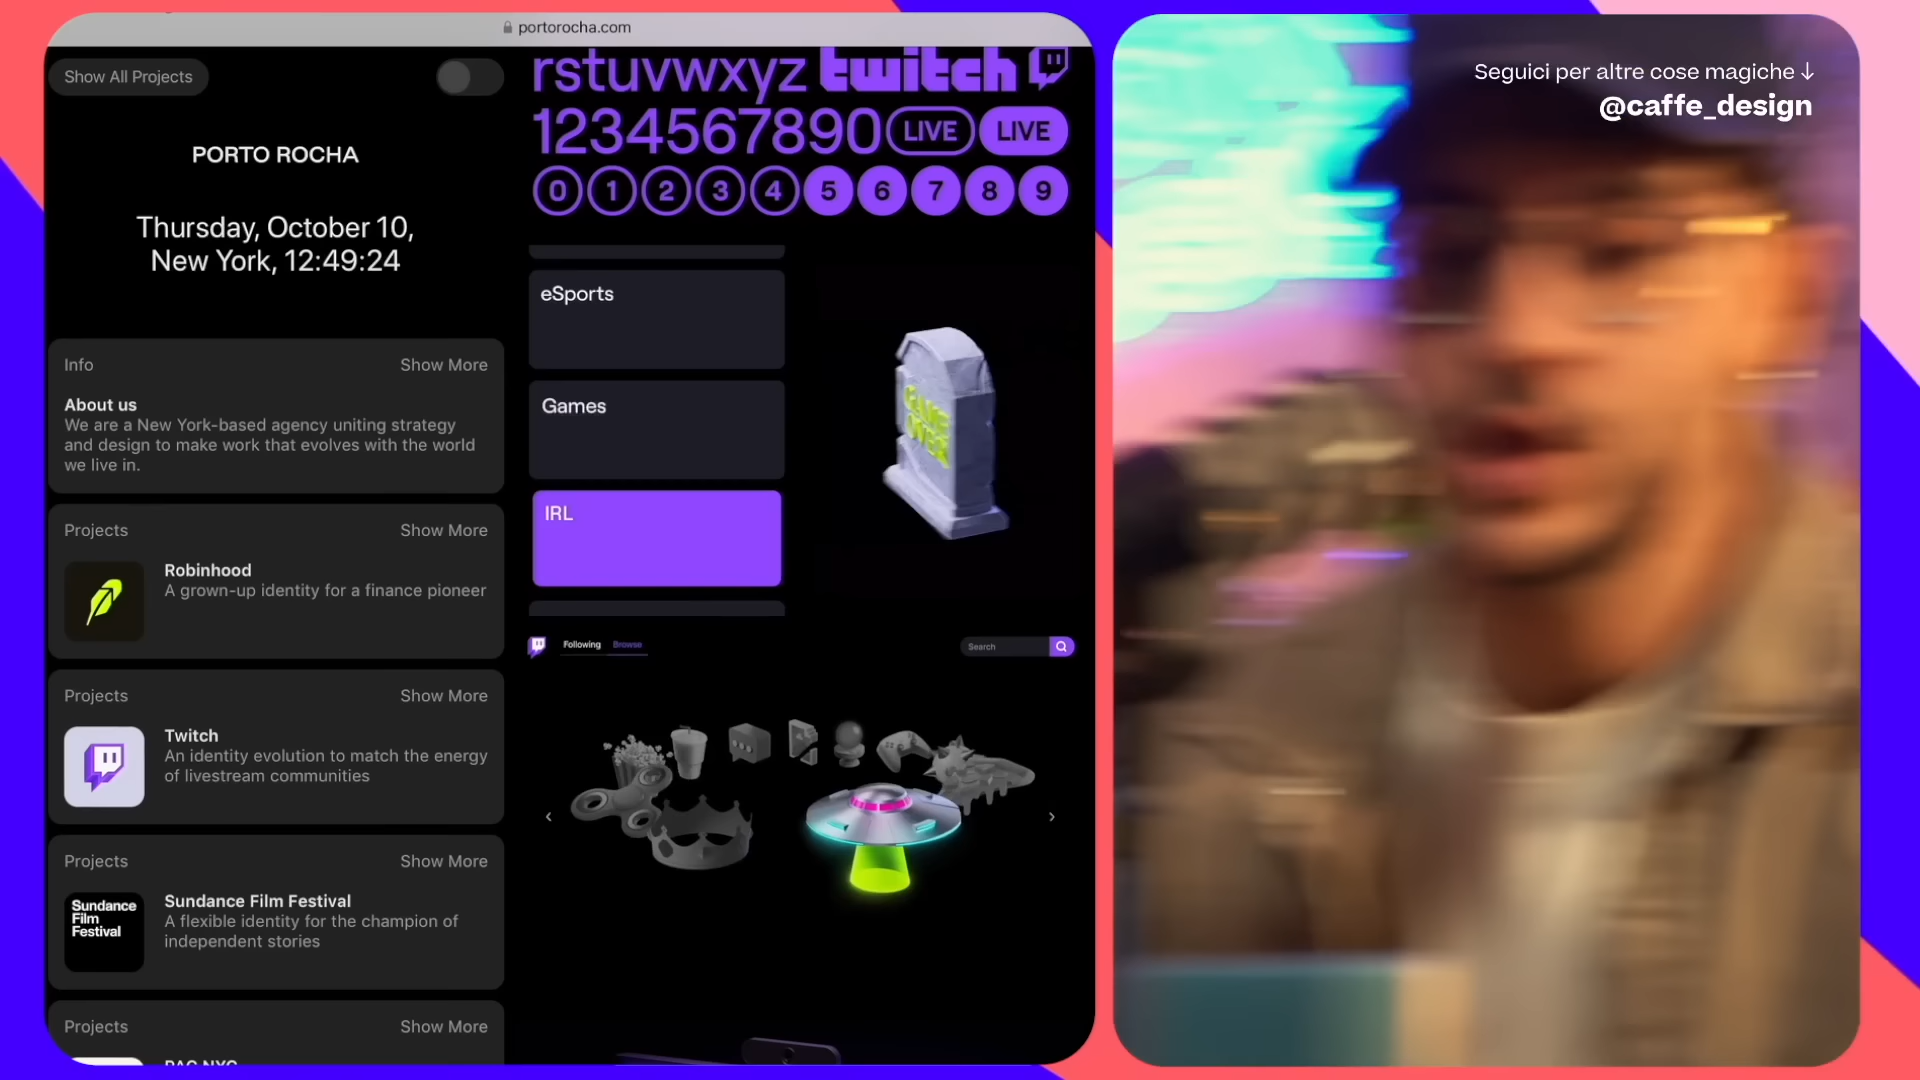 portorocha.com
Show All Projects
PORTO ROCHA
Thursday, October 10,
New York, 12:49:24
Info
Show More
About us
We are a New York-based agency uniting strategy
and design to make work that evolves with the world
we live in.
Projects
Show More
Robinhood
A grown-up identity for a finance pioneer
Projects
Show More
Twitch
An identity evolution to match the energy
of livestream communities
Projects
Show More
Sundance
Film
Festival
Sundance Film Festival
A flexible identity for the champion of
independent stories
Projects
Show More
rstuvwxyz twitch
1234567890 LIVE LIVE
0 1 2 3 4 5 6 7 8 9
eSports
Games
IRL
GAME
OVER
Following Browse
Search
Seguici per altre cose magiche ↓
@caffe_design